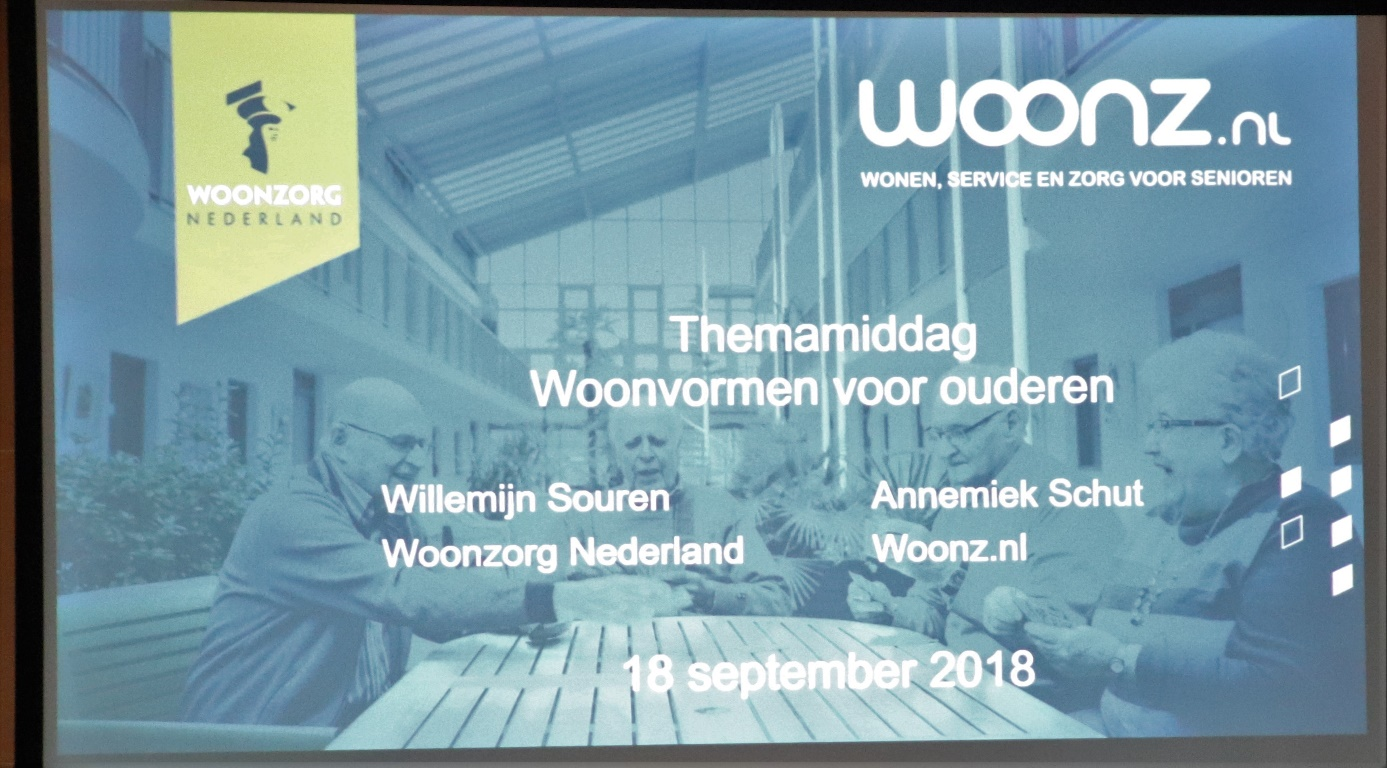 WOONZORG
NEDERLAND
woonz.nl
WONEN, SERVICE EN ZORG VOOR SENIOREN
Themamiddag
Woonvormen voor ouderen
Willemijn Souren
Woonzorg Nederland
Annemiek Schut
Woonz.nl
18 september 2018